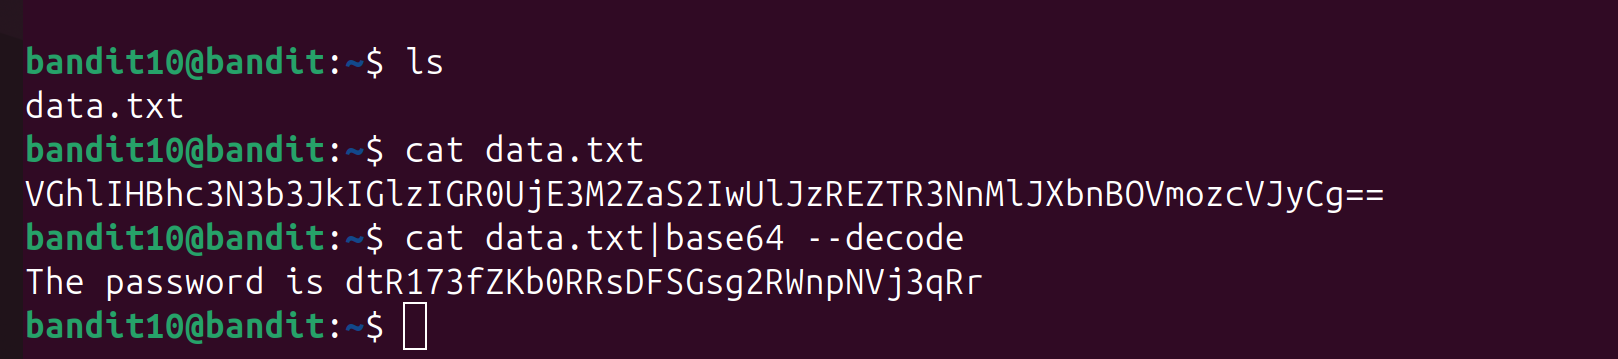 bandit10@bandit:~$ ls
data.txt
bandit10@bandit:~$ cat data.txt
VGhlIHBhc3N3b3JkIGlzIGR0UjE3M2ZaS2IwUlJzREZTR3NnMlJXbnBOVmozcVJyCg==
bandit10@bandit:~$ cat data.txt|base64 --decode
The password is dtR173fZKb0RRsDFSGsg2RWnpNVj3qRr
bandit10@bandit:~$